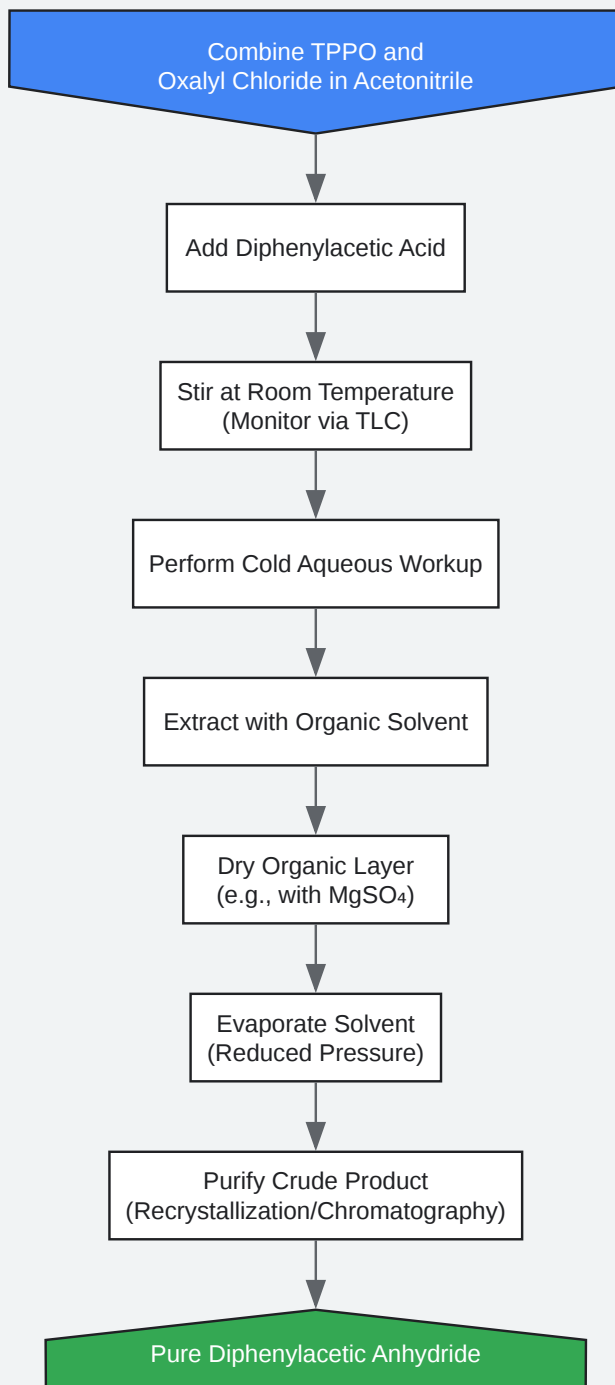 Combine TPPO and
Oxalyl Chloride in Acetonitrile
Add Diphenylacetic Acid
Stir at Room Temperature
(Monitor via TLC)
Perform Cold Aqueous Workup
Extract with Organic Solvent
Dry Organic Layer
(e.g., with MgSO₄)
Evaporate Solvent
(Reduced Pressure)
Purify Crude Product
(Recrystallization/Chromatography)
Pure Diphenylacetic Anhydride